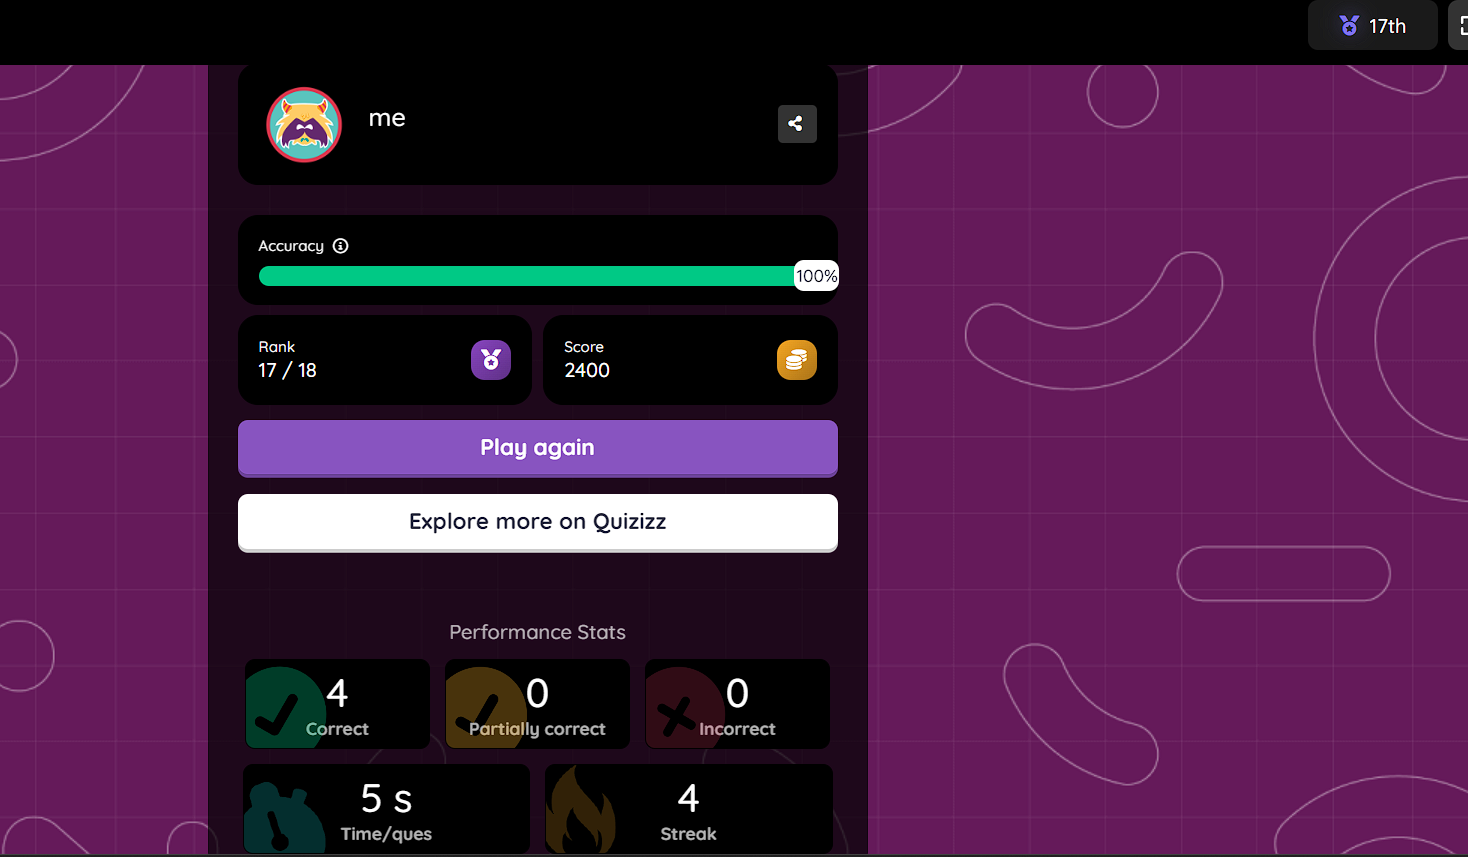 17th
me
Accuracy
100%
Rank
17 / 18
Score
2400
Play again
Explore more on Quizizz
Performance Stats
4
Correct
0
Partially correct
0
Incorrect
5 s
Time/ques
4
Streak